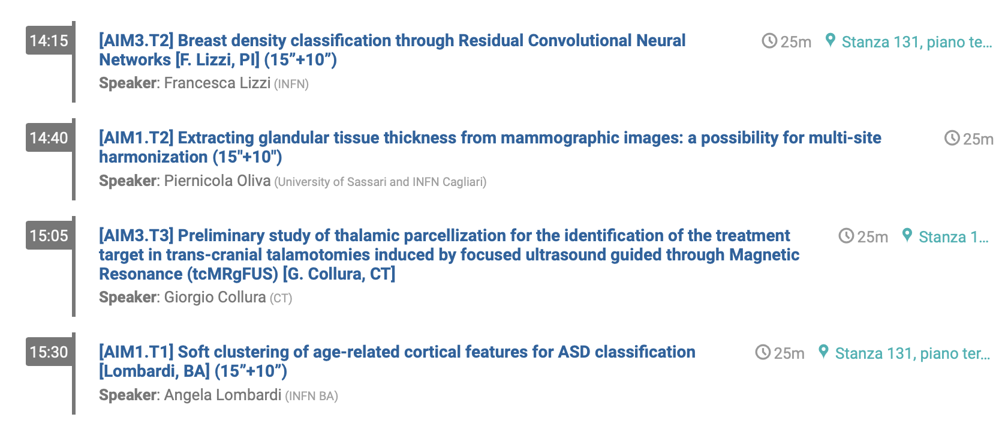 14:15
[AIM3.T2] Breast density classification through Residual Convolutional Neural
Networks [F. Lizzi, PI] (15”+10”)
25m
Stanza 131, piano te...
Speaker: Francesca Lizzi (INFN)
14:40
[AIM1.T2] Extracting glandular tissue thickness from mammographic images: a possibility for multi-site
harmonization (15"+10")
25m
Speaker: Piernicola Oliva (University of Sassari and INFN Cagliari)
15:05
[AIM3.T3] Preliminary study of thalamic parcellization for the identification of the treatment
target in trans-cranial talamotomies induced by focused ultrasound guided through Magnetic
Resonance (tcMRgFUS) [G. Collura, CT]
25m
Stanza 1...
Speaker: Giorgio Collura (CT)
15:30
[AIM1.T1] Soft clustering of age-related cortical features for ASD classification
[Lombardi, BA] (15”+10”)
25m
Stanza 131, piano ter...
Speaker: Angela Lombardi (INFN BA)